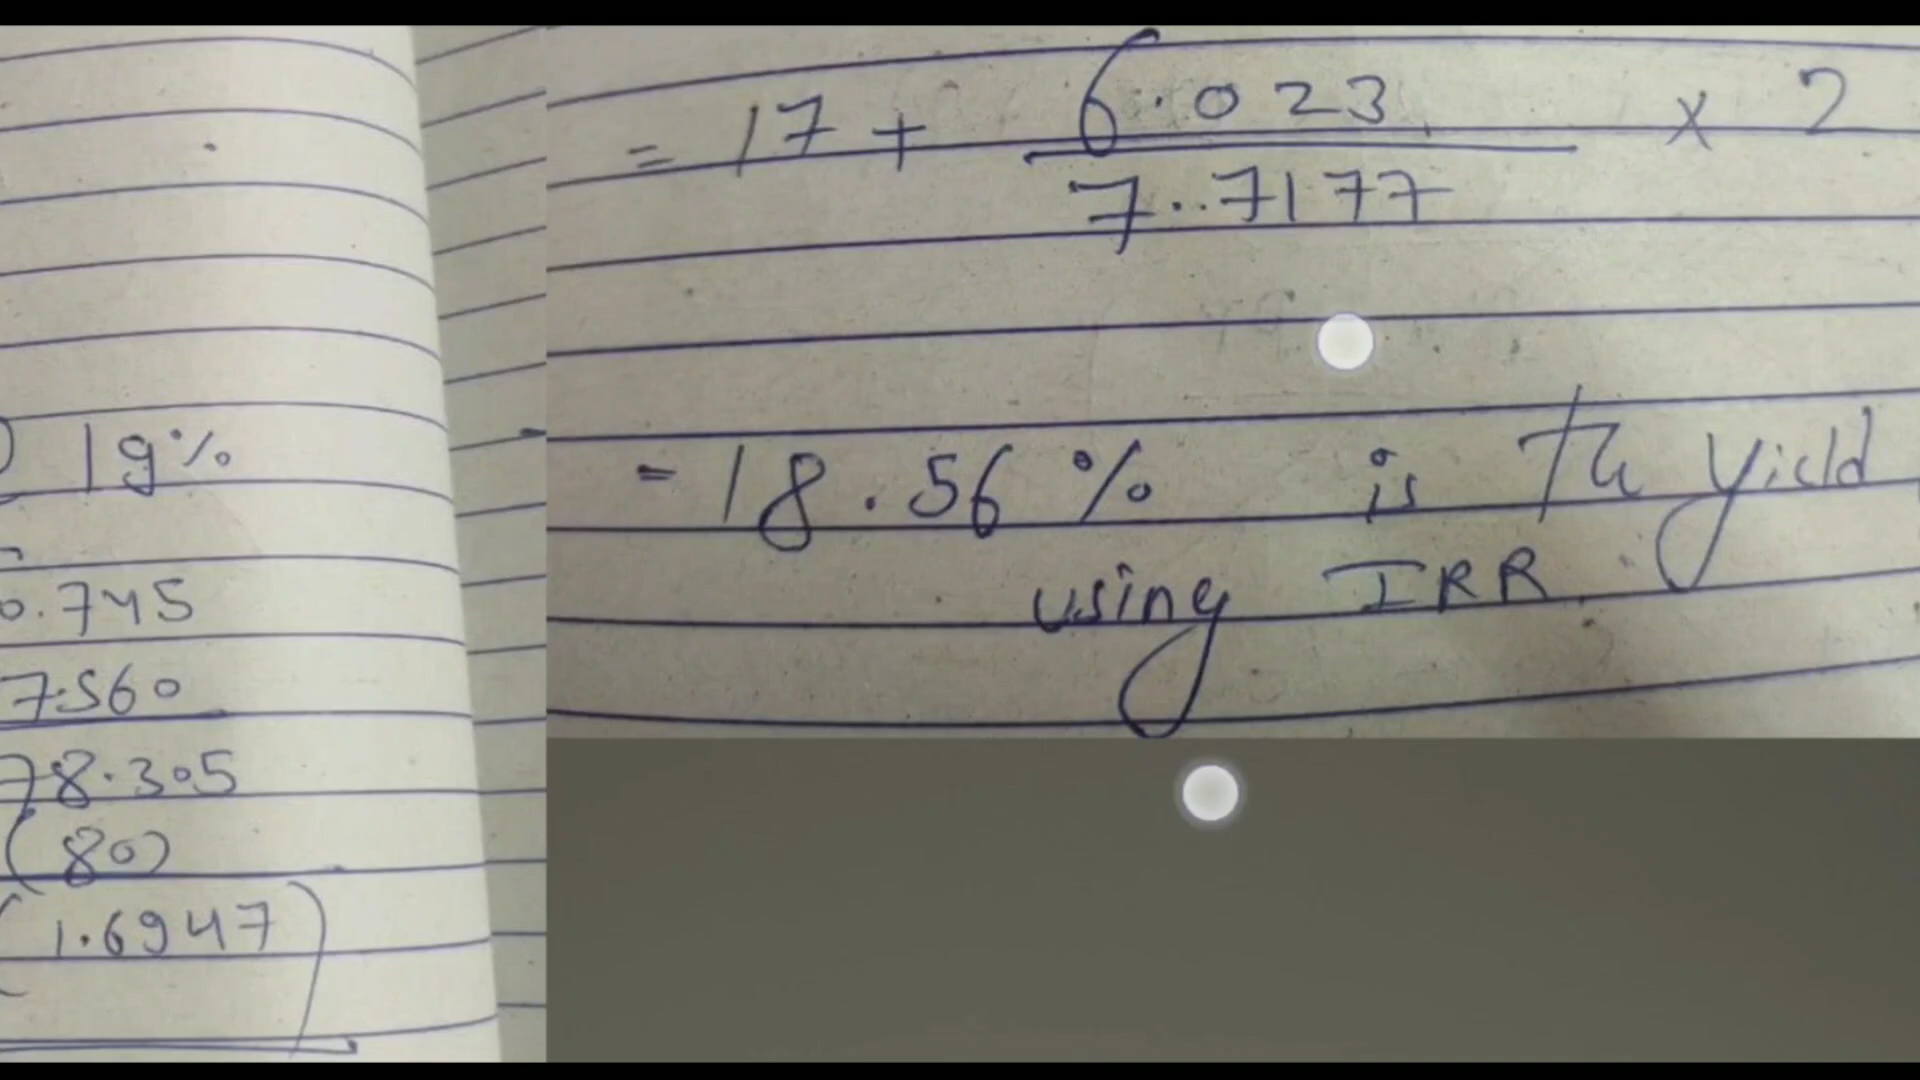 19%
0.745
7.560
78.305
(80)
(1.6947)
= 17 + 6.023 / 7..7177 x 2
= 18.56% is the yield
using IRR.